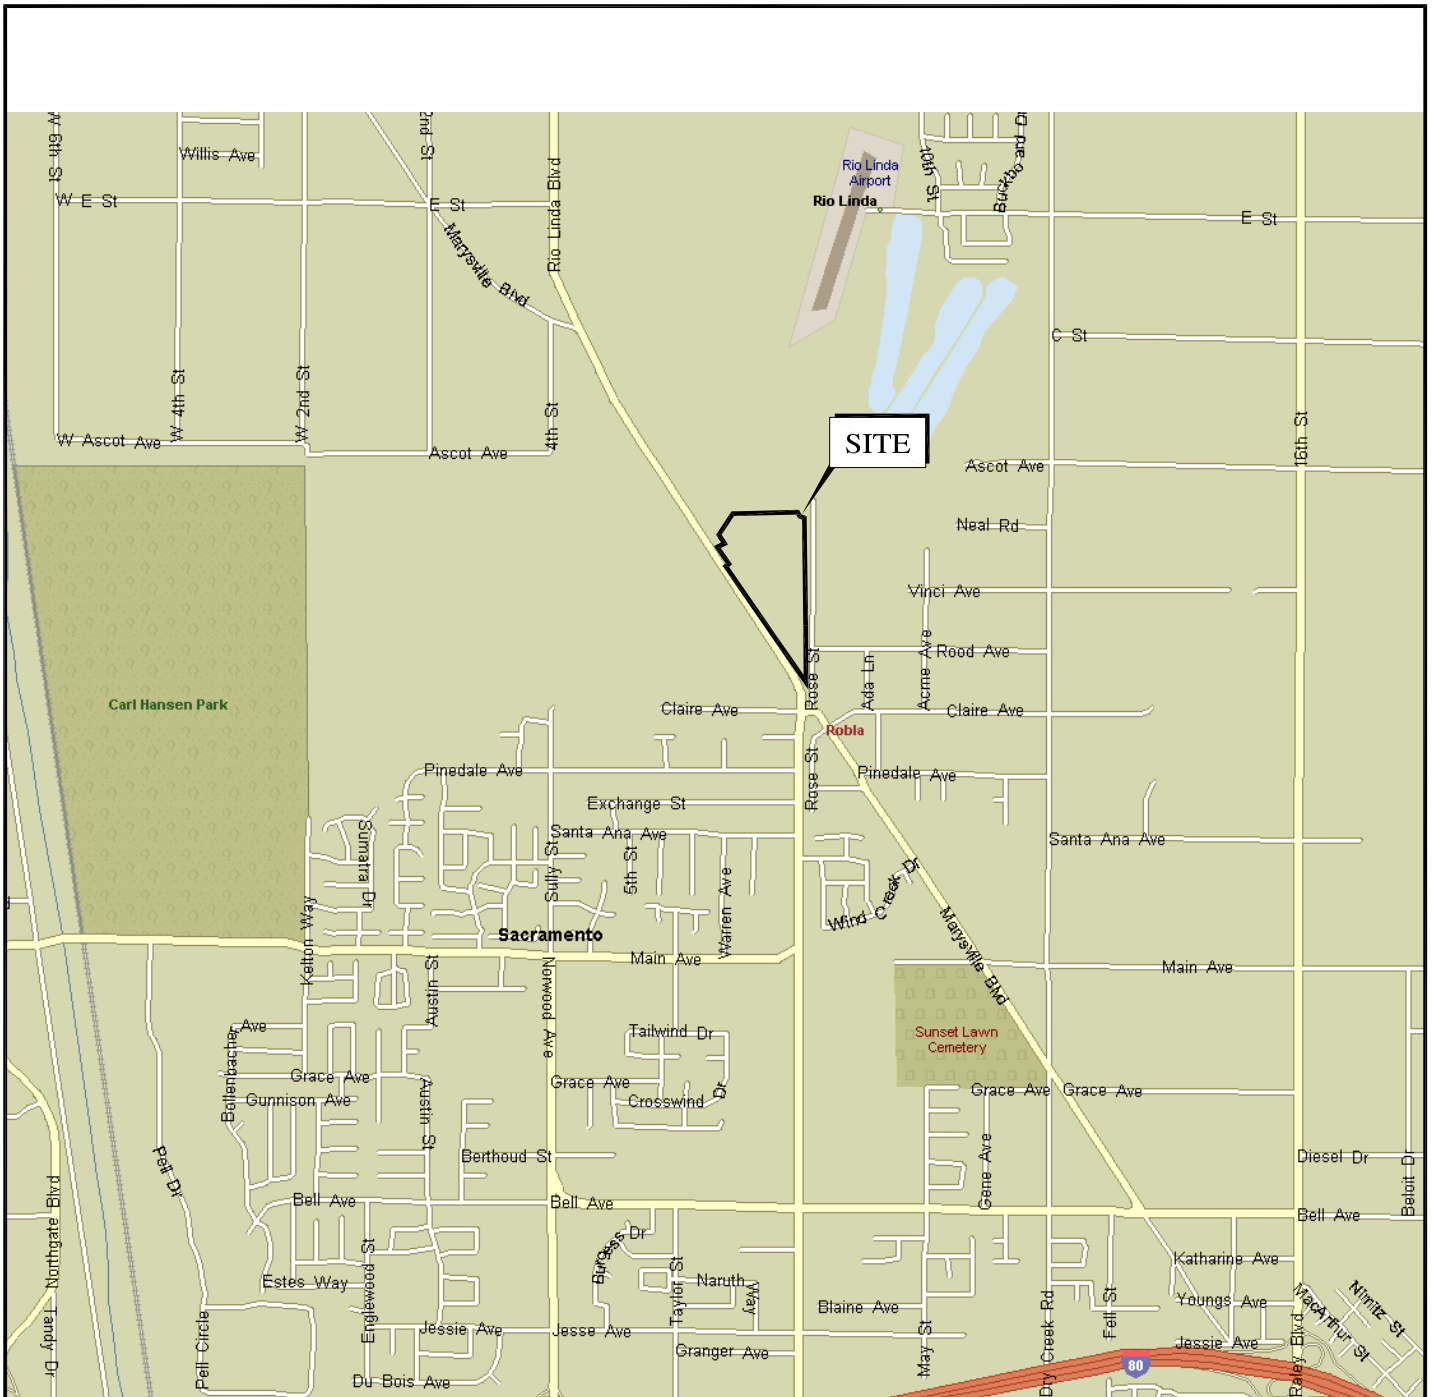 W 6th St
2nd St
Willis Ave
Rio Linda Blvd
10th St
Buckboard Dr
Rio Linda
Airport
Rio Linda
W E St
E St
E St
Marysville Blvd
C St
W 4th St
W 2nd St
4th St
16th St
W Ascot Ave
Ascot Ave
SITE
Ascot Ave
Neal Rd
Vinci Ave
Rood Ave
Acme Ave
Ada Ln
Rose St
Carl Hansen Park
Claire Ave
Claire Ave
Robla
Pinedale Ave
Rose St
Pinedale Ave
Exchange St
Santa Ana Ave
Santa Ana Ave
Sumatra Dr
Sully St
5th St
Warren Ave
Wind Creek Dr
Kelton Way
Sacramento
Main Ave
Marysville Blvd
Main Ave
Austin St
Norwood Ave
Bollenbacher Ave
Tailwind Dr
Sunset Lawn
Cemetery
Grace Ave
Grace Ave
Grace Ave
Grace Ave
Gunnison Ave
Crosswind Dr
Austin St
Berthoud St
Gene Ave
Diesel Dr
Beloit Dr
Pell Dr
Northgate Blvd
Bell Ave
Bell Ave
Bell Ave
Burgess Dr
Englewood St
Estes Way
Taylor St
Naruth Way
Katharine Ave
Blaine Ave
Youngs Ave
Nimitz St
MacArthur St
Tandy Dr
Pell Circle
Jessie Ave
Jesse Ave
Jessie Ave
May St
Dry Creek Rd
Fell St
Raley Blvd
Granger Ave
80
Du Bois Ave